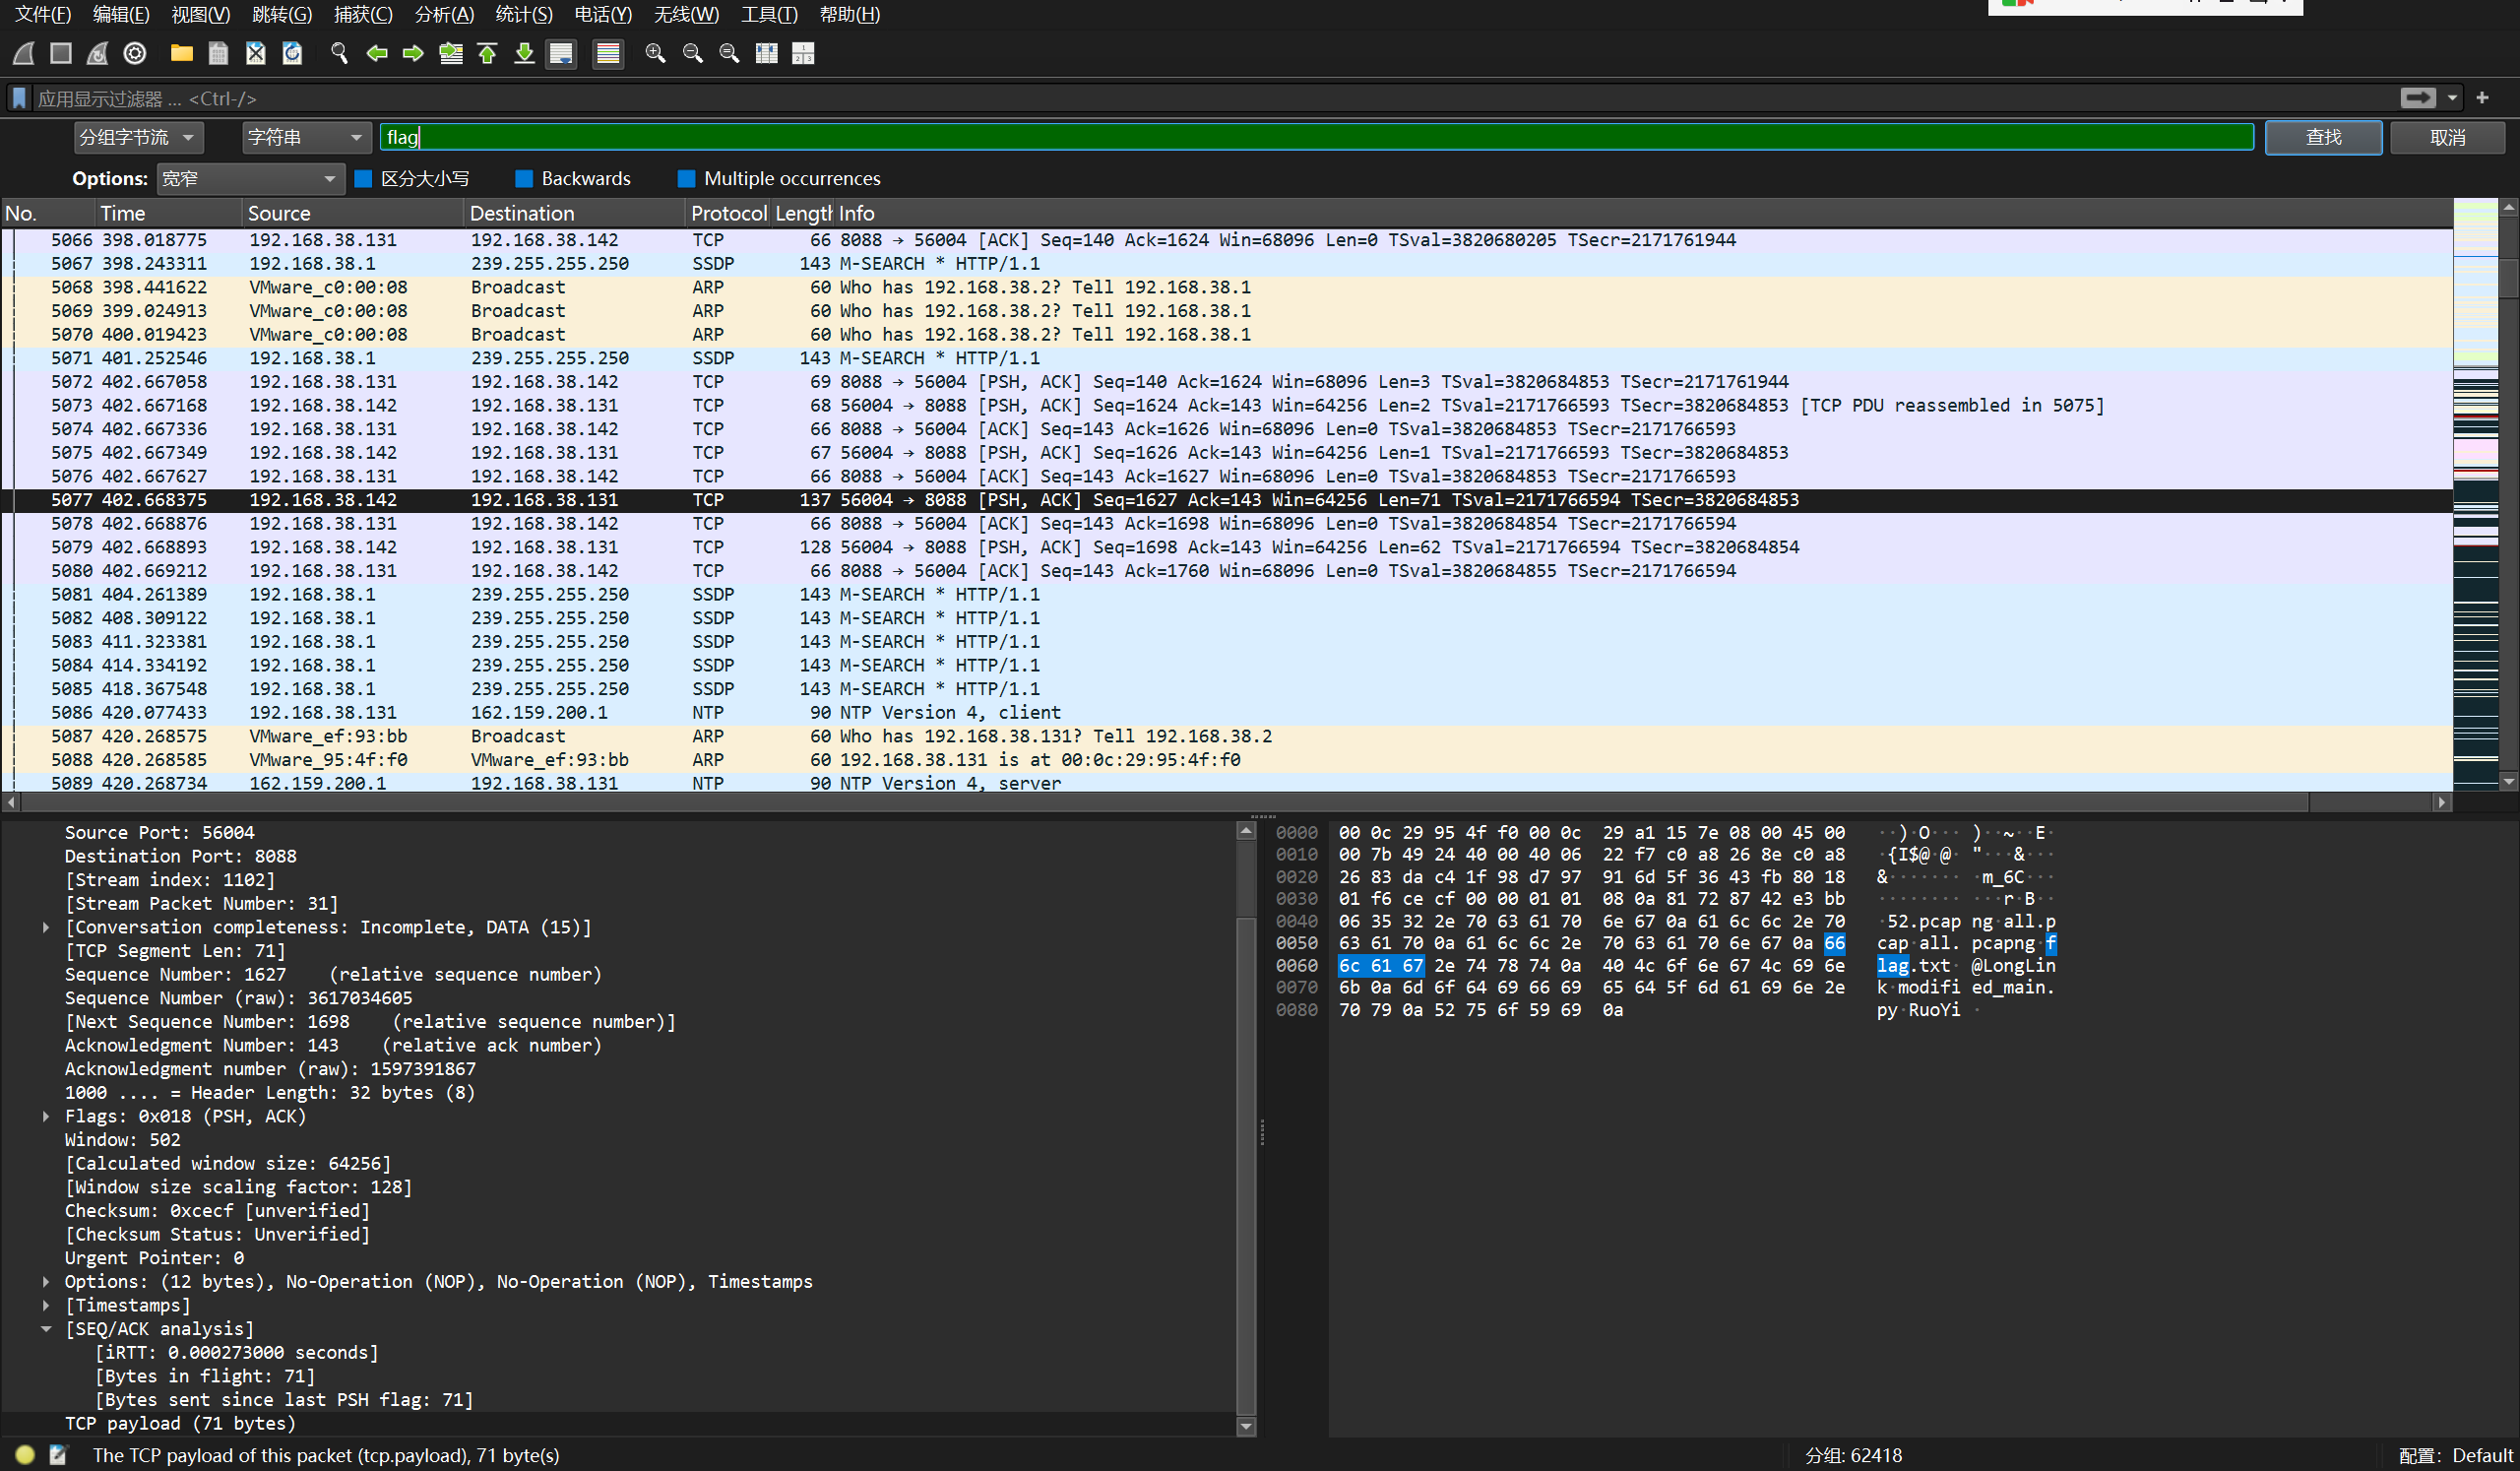 文件(F) 编辑(E) 视图(V) 跳转(G) 捕获(C) 分析(A) 统计(S) 电话(Y) 无线(W) 工具(T) 帮助(H)
应用显示过滤器 … <Ctrl-/>
分组字节流 字符串 flag 查找 取消
Options: 宽窄 区分大小写 Backwards Multiple occurrences
No. Time Source Destination Protocol Length Info
5066 398.018775 192.168.38.131 192.168.38.142 TCP 66 8088 → 56004 [ACK] Seq=140 Ack=1624 Win=68096 Len=0 TSval=3820680205 TSecr=2171761944
5067 398.243311 192.168.38.1 239.255.255.250 SSDP 143 M-SEARCH * HTTP/1.1
5068 398.441622 VMware_c0:00:08 Broadcast ARP 60 Who has 192.168.38.2? Tell 192.168.38.1
5069 399.024913 VMware_c0:00:08 Broadcast ARP 60 Who has 192.168.38.2? Tell 192.168.38.1
5070 400.019423 VMware_c0:00:08 Broadcast ARP 60 Who has 192.168.38.2? Tell 192.168.38.1
5071 401.252546 192.168.38.1 239.255.255.250 SSDP 143 M-SEARCH * HTTP/1.1
5072 402.667058 192.168.38.131 192.168.38.142 TCP 69 8088 → 56004 [PSH, ACK] Seq=140 Ack=1624 Win=68096 Len=3 TSval=3820684853 TSecr=2171761944
5073 402.667168 192.168.38.142 192.168.38.131 TCP 68 56004 → 8088 [PSH, ACK] Seq=1624 Ack=143 Win=64256 Len=2 TSval=2171766593 TSecr=3820684853 [TCP PDU reassembled in 5075]
5074 402.667336 192.168.38.131 192.168.38.142 TCP 66 8088 → 56004 [ACK] Seq=143 Ack=1626 Win=68096 Len=0 TSval=3820684853 TSecr=2171766593
5075 402.667349 192.168.38.142 192.168.38.131 TCP 67 56004 → 8088 [PSH, ACK] Seq=1626 Ack=143 Win=64256 Len=1 TSval=2171766593 TSecr=3820684853
5076 402.667627 192.168.38.131 192.168.38.142 TCP 66 8088 → 56004 [ACK] Seq=143 Ack=1627 Win=68096 Len=0 TSval=3820684853 TSecr=2171766593
5077 402.668375 192.168.38.142 192.168.38.131 TCP 137 56004 → 8088 [PSH, ACK] Seq=1627 Ack=143 Win=64256 Len=71 TSval=2171766594 TSecr=3820684853
5078 402.668876 192.168.38.131 192.168.38.142 TCP 66 8088 → 56004 [ACK] Seq=143 Ack=1698 Win=68096 Len=0 TSval=3820684854 TSecr=2171766594
5079 402.668893 192.168.38.142 192.168.38.131 TCP 128 56004 → 8088 [PSH, ACK] Seq=1698 Ack=143 Win=64256 Len=62 TSval=2171766594 TSecr=3820684854
5080 402.669212 192.168.38.131 192.168.38.142 TCP 66 8088 → 56004 [ACK] Seq=143 Ack=1760 Win=68096 Len=0 TSval=3820684855 TSecr=2171766594
5081 404.261389 192.168.38.1 239.255.255.250 SSDP 143 M-SEARCH * HTTP/1.1
5082 408.309122 192.168.38.1 239.255.255.250 SSDP 143 M-SEARCH * HTTP/1.1
5083 411.323381 192.168.38.1 239.255.255.250 SSDP 143 M-SEARCH * HTTP/1.1
5084 414.334192 192.168.38.1 239.255.255.250 SSDP 143 M-SEARCH * HTTP/1.1
5085 418.367548 192.168.38.1 239.255.255.250 SSDP 143 M-SEARCH * HTTP/1.1
5086 420.077433 192.168.38.131 162.159.200.1 NTP 90 NTP Version 4, client
5087 420.268575 VMware_ef:93:bb Broadcast ARP 60 Who has 192.168.38.131? Tell 192.168.38.2
5088 420.268585 VMware_95:4f:f0 VMware_ef:93:bb ARP 60 192.168.38.131 is at 00:0c:29:95:4f:f0
5089 420.268734 162.159.200.1 192.168.38.131 NTP 90 NTP Version 4, server
Source Port: 56004
Destination Port: 8088
[Stream index: 1102]
[Stream Packet Number: 31]
[Conversation completeness: Incomplete, DATA (15)]
[TCP Segment Len: 71]
Sequence Number: 1627    (relative sequence number)
Sequence Number (raw): 3617034605
[Next Sequence Number: 1698    (relative sequence number)]
Acknowledgment Number: 143    (relative ack number)
Acknowledgment number (raw): 1597391867
1000 .... = Header Length: 32 bytes (8)
Flags: 0x018 (PSH, ACK)
Window: 502
[Calculated window size: 64256]
[Window size scaling factor: 128]
Checksum: 0xcecf [unverified]
[Checksum Status: Unverified]
Urgent Pointer: 0
Options: (12 bytes), No-Operation (NOP), No-Operation (NOP), Timestamps
[Timestamps]
[SEQ/ACK analysis]
[iRTT: 0.000273000 seconds]
[Bytes in flight: 71]
[Bytes sent since last PSH flag: 71]
TCP payload (71 bytes)
0000 00 0c 29 95 4f f0 00 0c 29 a1 15 7e 08 00 45 00 ··)·O··· )··~··E·
0010 00 7b 49 24 40 00 40 06 22 f7 c0 a8 26 8e c0 a8 ·{I$@·@· "···&···
0020 26 83 da c4 1f 98 d7 97 91 6d 5f 36 43 fb 80 18 &······· ·m_6C···
0030 01 f6 ce cf 00 00 01 01 08 0a 81 72 87 42 e3 bb ········ ···r·B··
0040 06 35 32 2e 70 63 61 70 6e 67 0a 61 6c 6c 2e 70 ·52.pcap ng·all.p
0050 63 61 70 0a 61 6c 6c 2e 70 63 61 70 6e 67 0a 66 cap·all. pcapng·f
0060 6c 61 67 2e 74 78 74 0a 40 4c 6f 6e 67 4c 69 6e lag.txt· @LongLin
0070 6b 0a 6d 6f 64 69 66 69 65 64 5f 6d 61 69 6e 2e k·modifi ed_main.
0080 70 79 0a 52 75 6f 59 69 0a py·RuoYi ·
The TCP payload of this packet (tcp.payload), 71 byte(s) 分组: 62418 配置: Default